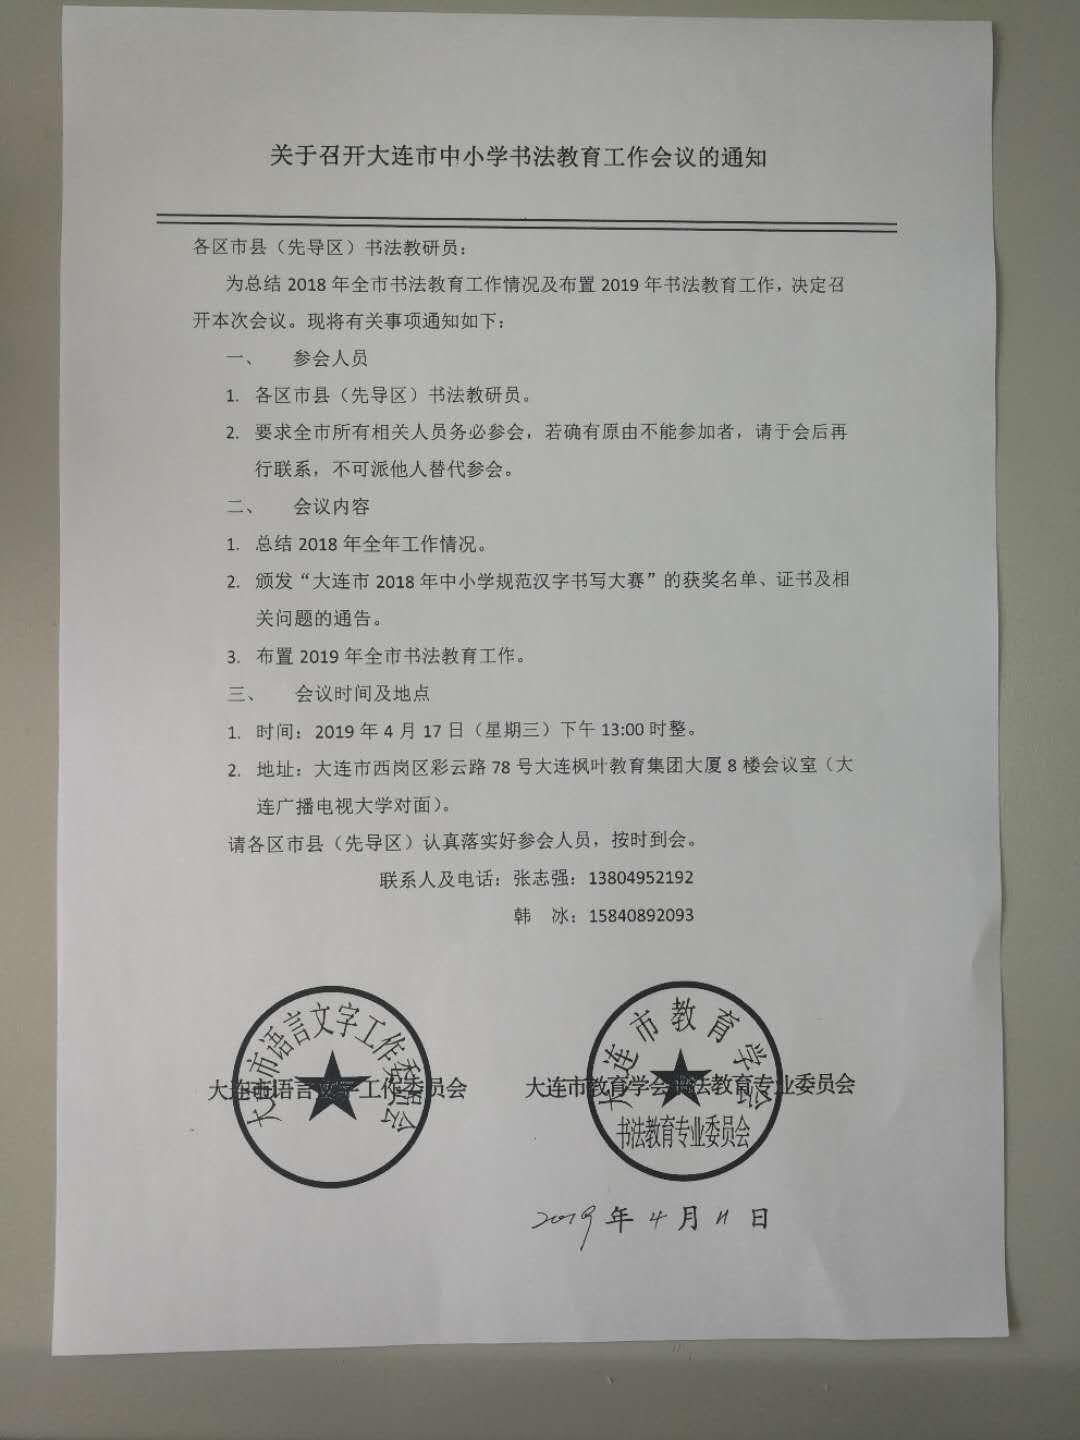 关于召开大连市中小学书法教育工作会议的通知
各区市县（先导区）书法教研员：
为总结 2018 年全市书法教育工作情况及布置 2019 年书法教育工作，决定召
开本次会议。现将有关事项通知如下：
一、 参会人员
1. 各区市县（先导区）书法教研员。
2. 要求全市所有相关人员务必参会，若确有原由不能参加者，请于会后再
行联系，不可派他人替代参会。
二、 会议内容
1. 总结 2018 年全年工作情况。
2. 颁发“大连市 2018 年中小学规范汉字书写大赛”的获奖名单、证书及相
关问题的通告。
3. 布置 2019 年全市书法教育工作。
三、 会议时间及地点
1. 时间：2019 年 4 月 17 日（星期三）下午 13:00 时整。
2. 地址：大连市西岗区彩云路 78 号大连枫叶教育集团大厦 8 楼会议室（大
连广播电视大学对面）。
请各区市县（先导区）认真落实好参会人员，按时到会。
联系人及电话：张志强：13804952192
韩 冰：15840892093
大连市语言文字工作委员会
大连市语言文字工作委员会
大连市教育学会
大连市教育学会书法教育专业委员会
书法教育专业委员会
2019 年 4 月 11 日